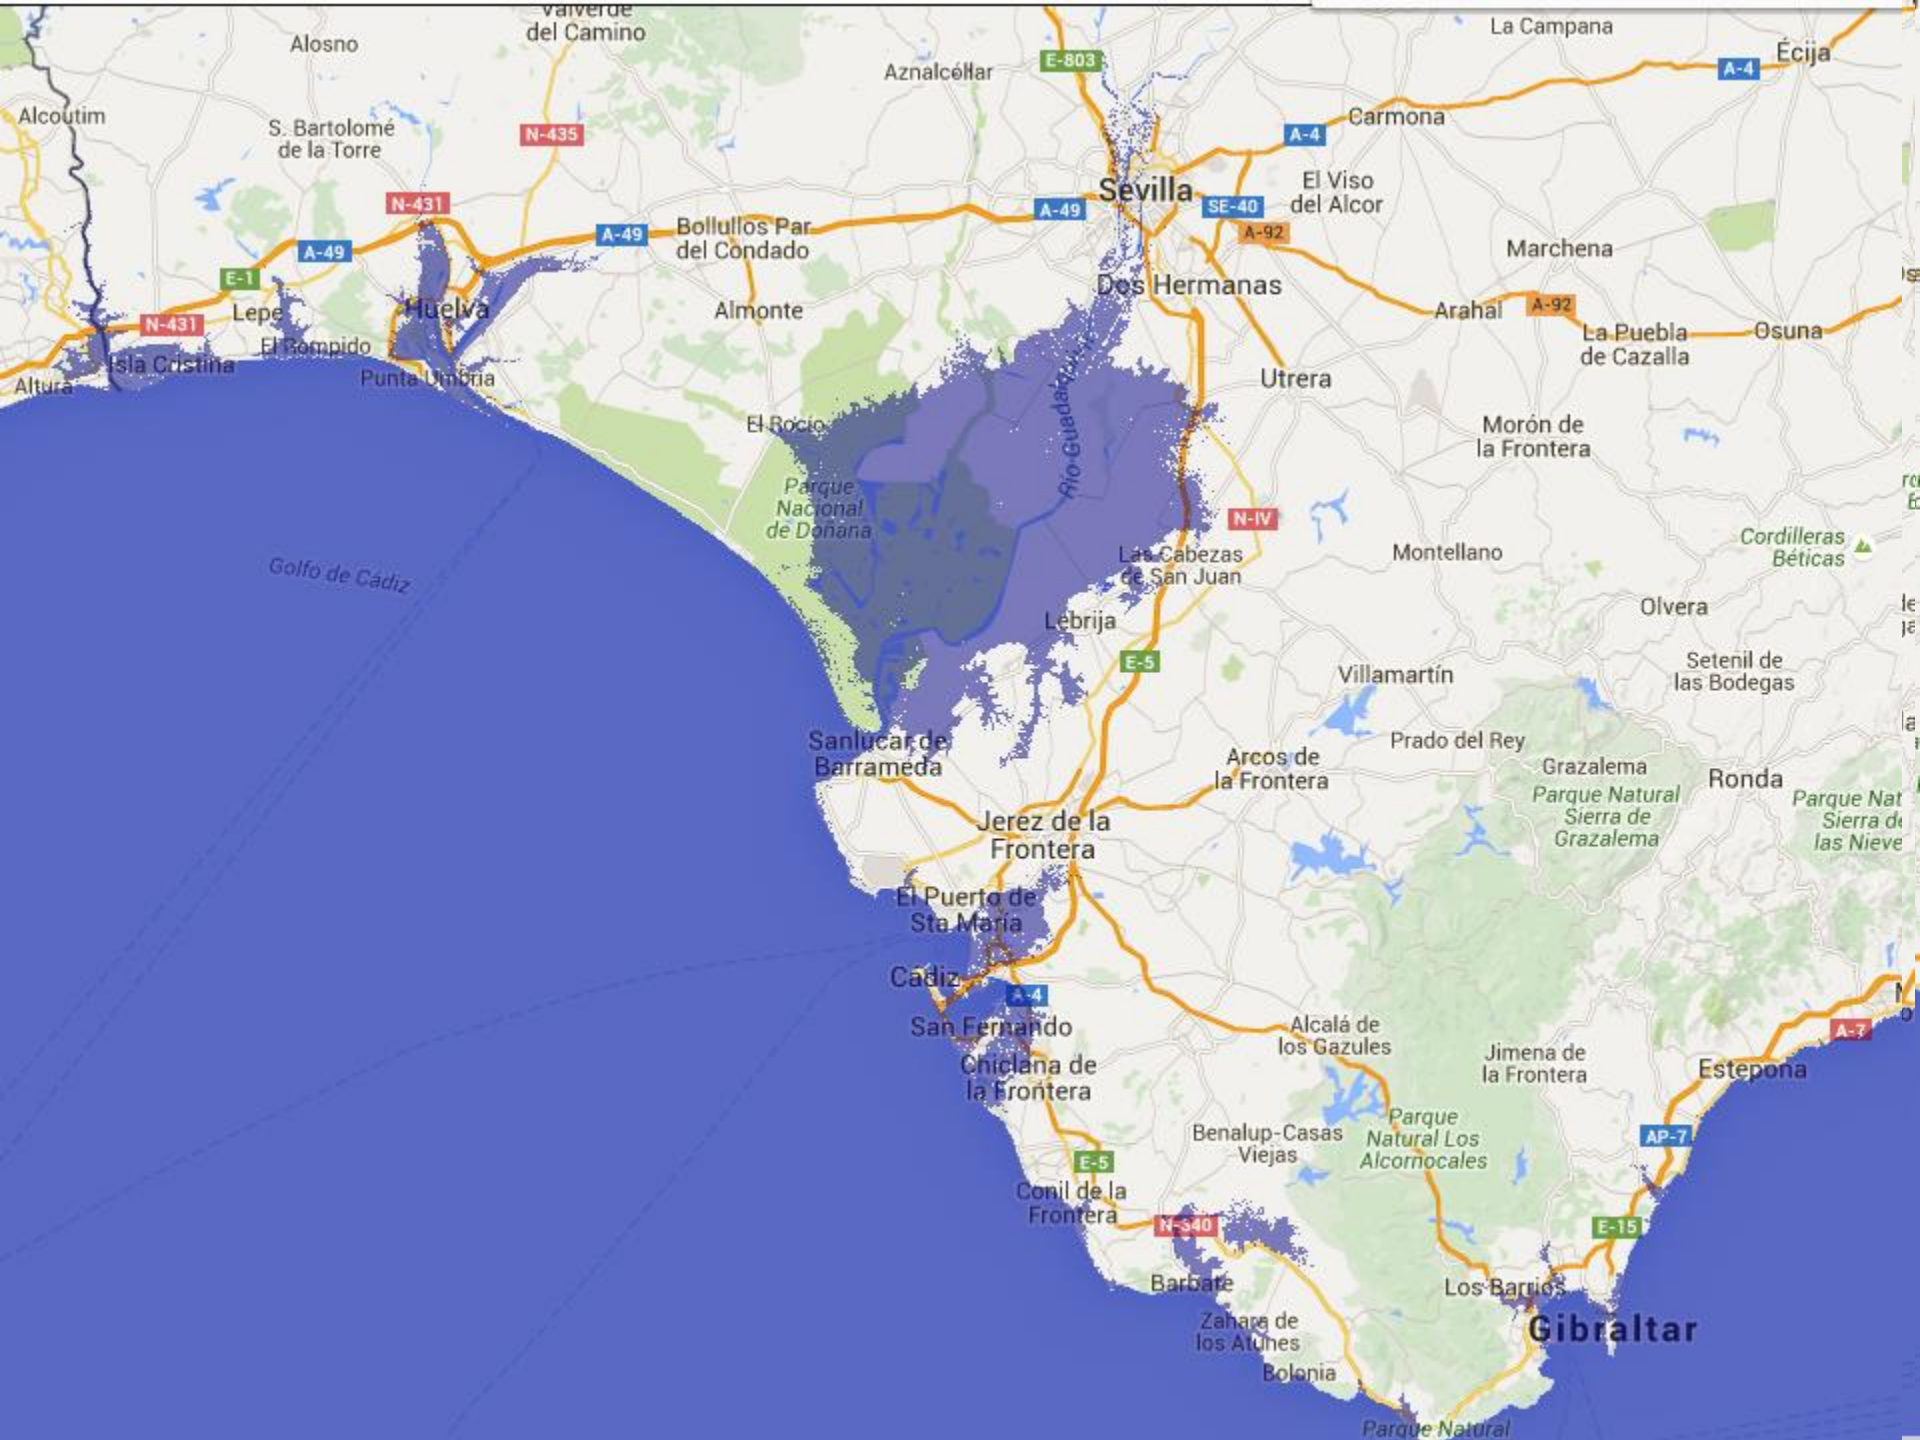 Valverde
del Camino
La Campana
Alosno
E-803
Écija
Aznalcóllar
A-4
Alcoutim
Carmona
S. Bartolomé
de la Torre
N-435
A-4
Sevilla
El Viso
del Alcor
N-431
A-49
SE-40
Bollullos Par
del Condado
A-49
A-92
A-49
Marchena
E-1
Dos Hermanas
Lepe
Huelva
Almonte
Arahal
A-92
N-431
La Puebla
de Cazalla
Osuna
El Rompido
Isla Cristina
Altura
Punta Umbría
Utrera
Río Guadalquivir
El Rocío
Morón de
la Frontera
Parque
Nacional
de Doñana
N-IV
Cordilleras
Béticas
Las Cabezas
de San Juan
Montellano
Golfo de Cádiz
Olvera
Lebrija
E-5
Villamartín
Setenil de
las Bodegas
Sanlúcar de
Barrameda
Prado del Rey
Arcos de
la Frontera
Grazalema
Ronda
Parque Natural
Sierra de
Grazalema
Parque Nat
Sierra de
las Nieve
Jerez de la
Frontera
El Puerto de
Sta María
Cádiz
A-4
San Fernando
Alcalá de
los Gazules
A-7
Chiclana de
la Frontera
Jimena de
la Frontera
Estepona
Parque
Natural Los
Alcornocales
Benalup-Casas
Viejas
AP-7
E-5
Conil de la
Frontera
N-340
E-15
Barbate
Los Barrios
Zahara de
los Atunes
Gibraltar
Bolonia
Parque Natural